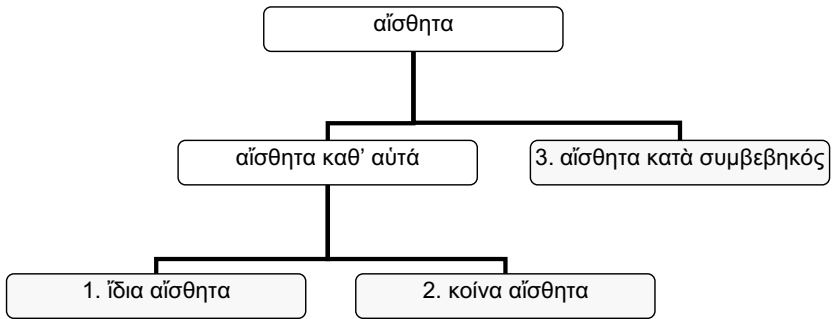 αἴσθητα
αἴσθητα καθ’ αὑτά
3. αἴσθητα κατὰ συμβεβηκός
1. ἴδια αἴσθητα
2. κοίνα αἴσθητα